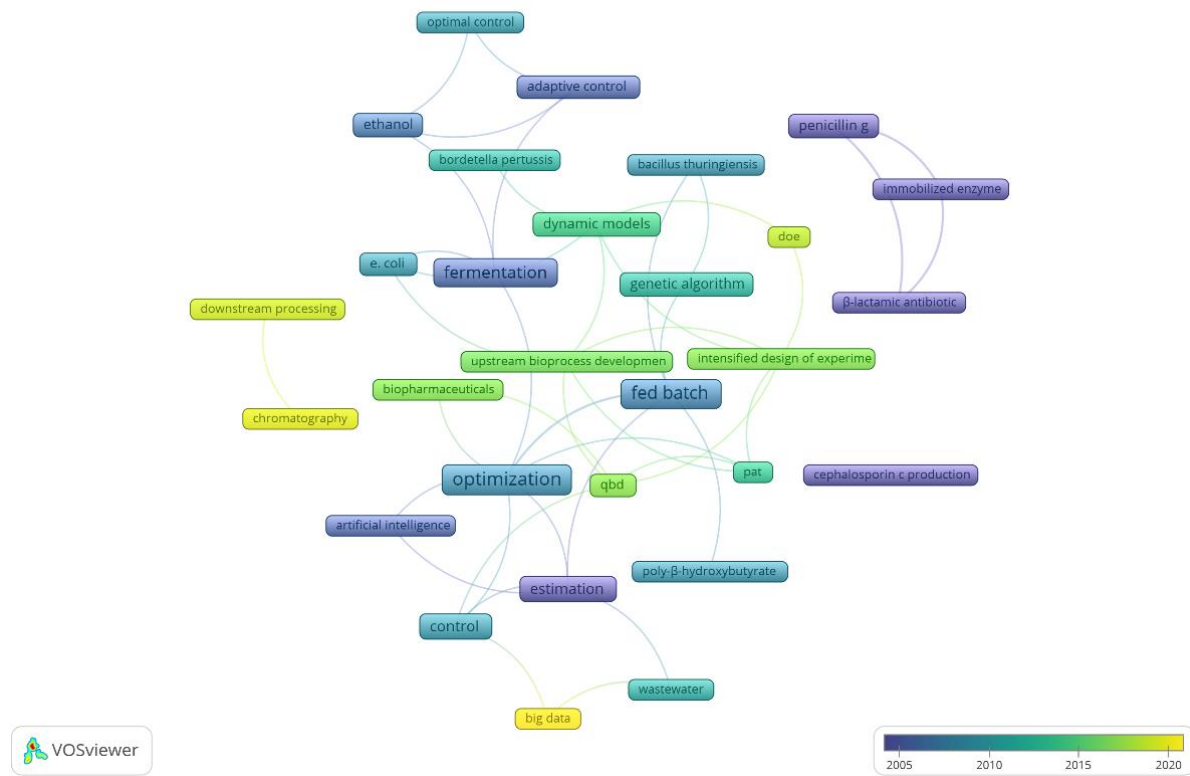 optimal control
adaptive control
ethanol
penicillin g
bordetella pertussis
bacillus thuringiensis
immobilized enzyme
dynamic models
doe
e. coli
fermentation
genetic algorithm
β-lactamic antibiotic
downstream processing
upstream bioprocess developmen
intensified design of experime
biopharmaceuticals
fed batch
chromatography
optimization
qbd
pat
cephalosporin c production
artificial intelligence
poly-β-hydroxybutyrate
estimation
control
wastewater
big data
VOSviewer
2005 2010 2015 2020